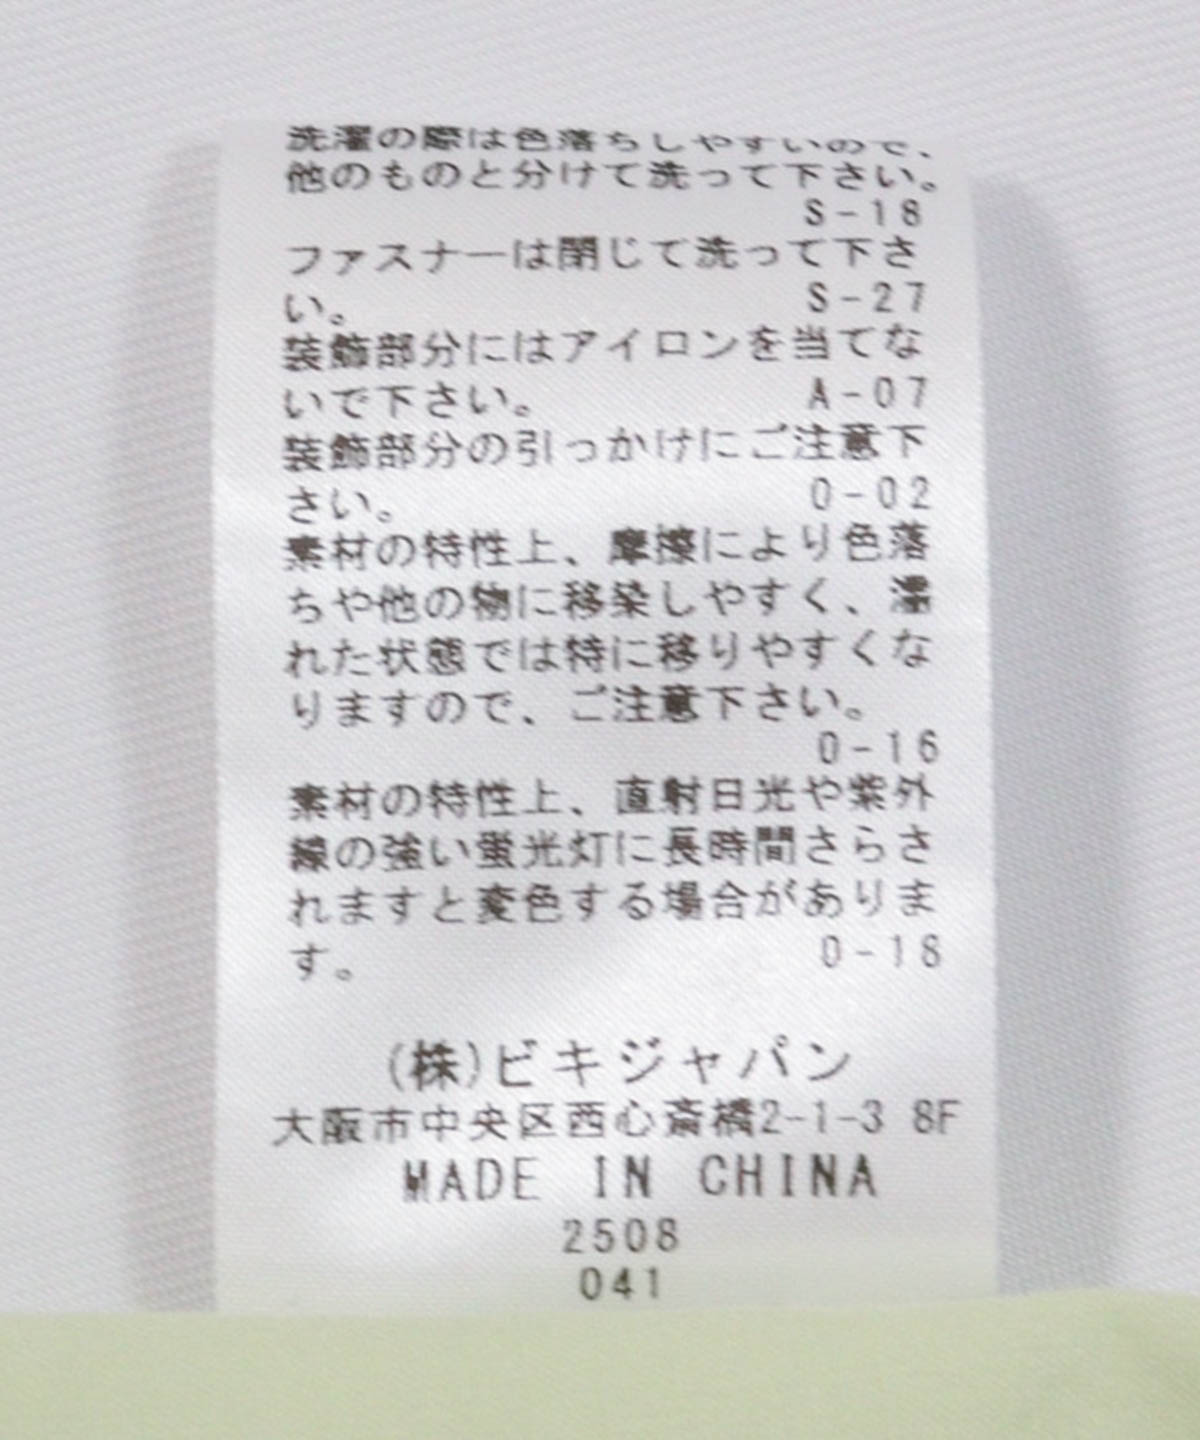 洗濯の際は色落ちしやすいので、
他のものと分けて洗って下さい。
S-18
ファスナーは閉じて洗って下さ
い。 S-27
装飾部分にはアイロンを当てな
いで下さい。 A-07
装飾部分の引っかけにご注意下
さい。 0-02
素材の特性上、摩擦により色落
ちや他の物に移染しやすく、濡
れた状態では特に移りやすくな
りますので、ご注意下さい。
0-16
素材の特性上、直射日光や紫外
線の強い蛍光灯に長時間さらさ
れますと変色する場合がありま
す。 0-18
(株)ビキジャパン
大阪市中央区西心斎橋2-1-3 8F
MADE IN CHINA
2508
041